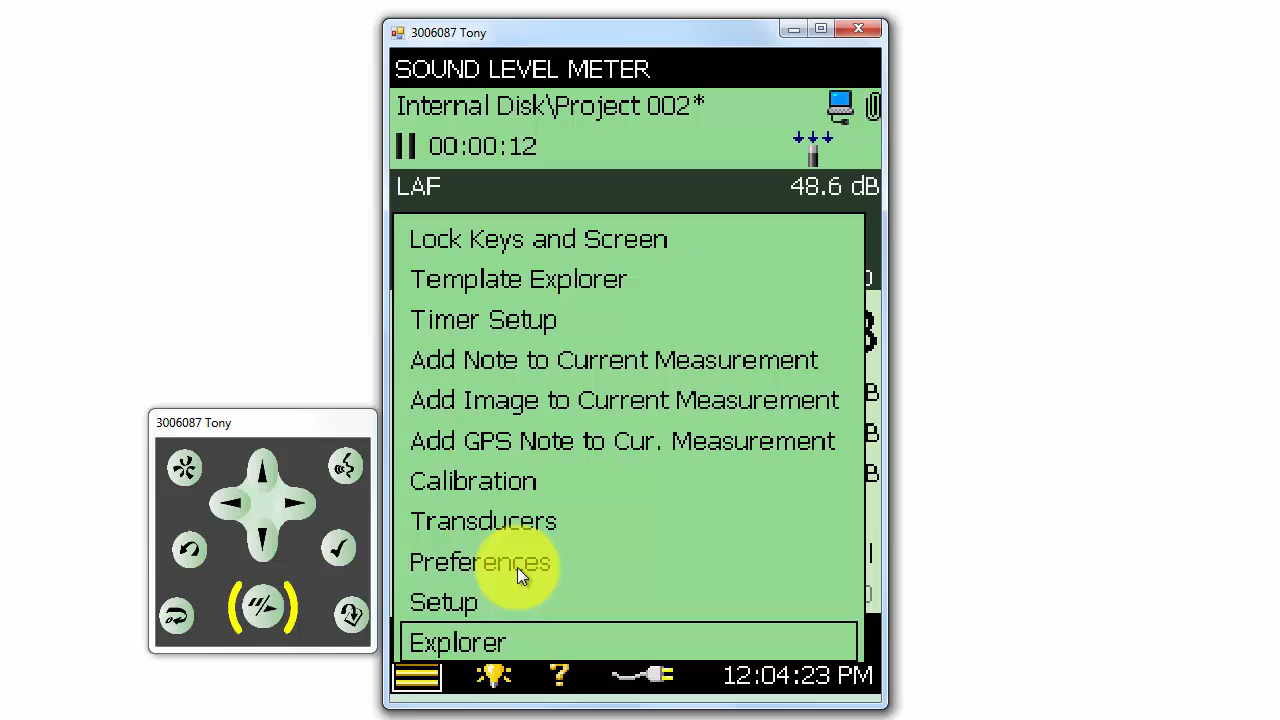 3006087 Tony
SOUND LEVEL METER
Internal Disk\Project 002*
00:00:12
LAF 48.6 dB
Lock Keys and Screen
Template Explorer
Timer Setup
Add Note to Current Measurement
Add Image to Current Measurement
Add GPS Note to Cur. Measurement
Calibration
Transducers
Preferences
Setup
Explorer
? 12:04:23 PM
3006087 Tony